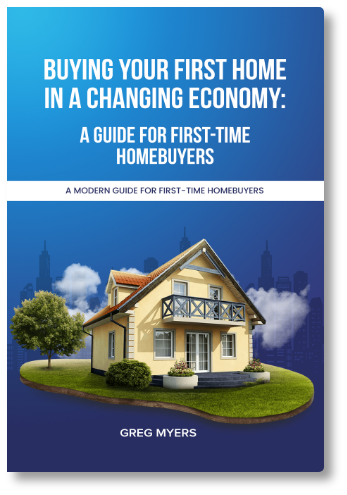 BUYING YOUR FIRST HOME
IN A CHANGING ECONOMY:
A GUIDE FOR FIRST-TIME
HOMEBUYERS
A MODERN GUIDE FOR FIRST-TIME HOMEBUYERS
GREG MYERS